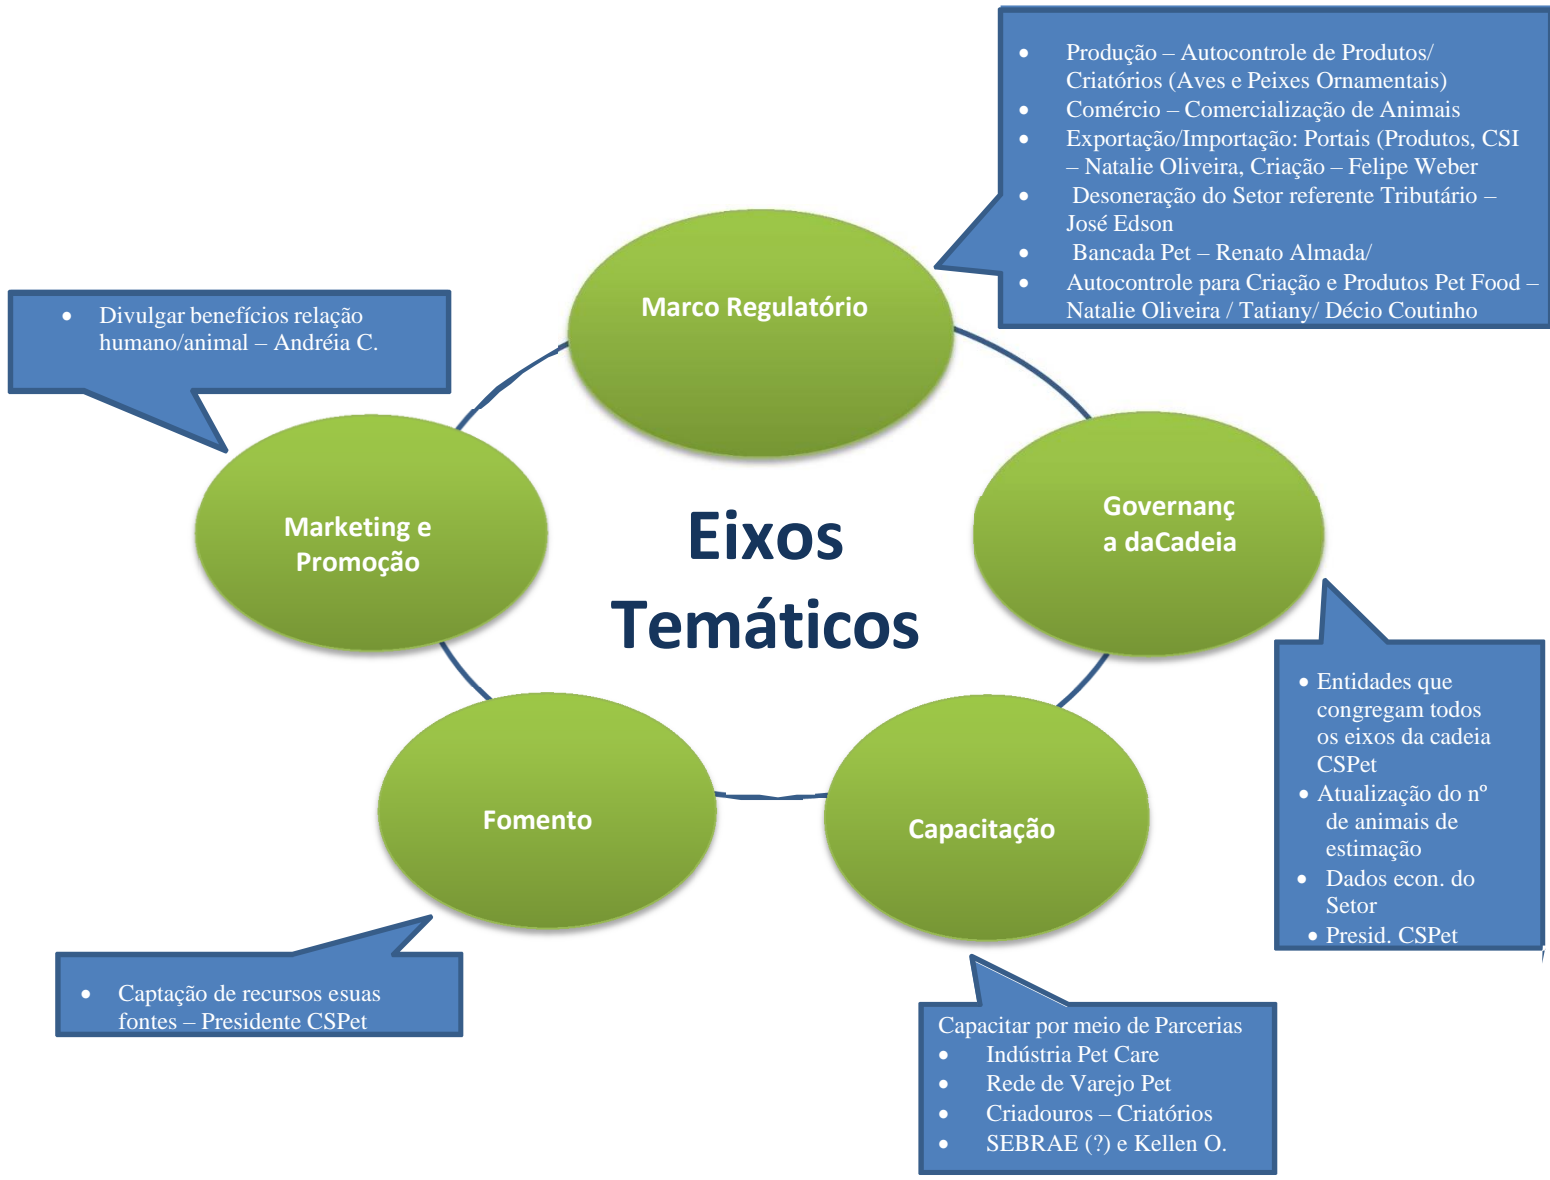 • Produção – Autocontrole de Produtos/
Criatórios (Aves e Peixes Ornamentais)
• Comércio – Comercialização de Animais
• Exportação/Importação: Portais (Produtos, CSI
– Natalie Oliveira, Criação – Felipe Weber
• Desoneração do Setor referente Tributário –
José Edson
• Bancada Pet – Renato Almada/
• Autocontrole para Criação e Produtos Pet Food –
Natalie Oliveira / Tatiany/ Décio Coutinho
Marco Regulatório
• Divulgar benefícios relação
humano/animal – Andréia C.
Marketing e
Promoção
Eixos
Temáticos
Governanç
a daCadeia
• Entidades que
congregam todos
os eixos da cadeia
CSPet
• Atualização do nº
de animais de
estimação
• Dados econ. do
Setor
• Presid. CSPet
Fomento
Capacitação
• Captação de recursos esuas
fontes – Presidente CSPet
Capacitar por meio de Parcerias
• Indústria Pet Care
• Rede de Varejo Pet
• Criadouros – Criatórios
• SEBRAE (?) e Kellen O.